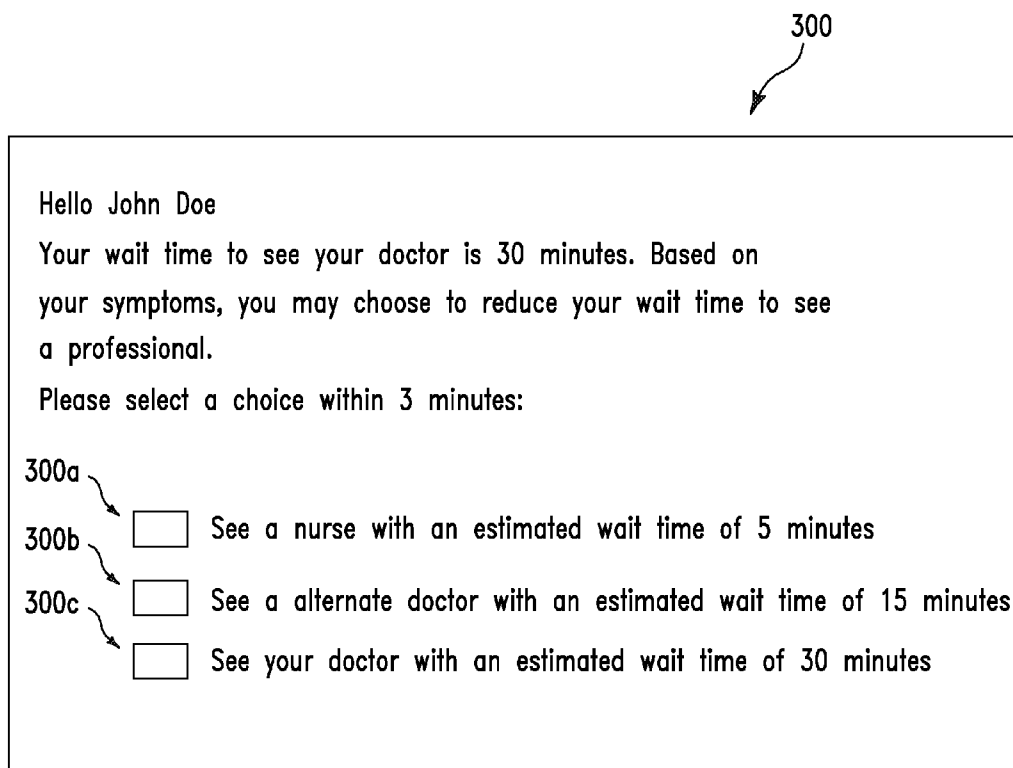 300
Hello John Doe
Your wait time to see your doctor is 30 minutes. Based on
your symptoms, you may choose to reduce your wait time to see
a professional.
Please select a choice within 3 minutes:
300a
See a nurse with an estimated wait time of 5 minutes
300b
See a alternate doctor with an estimated wait time of 15 minutes
300c
See your doctor with an estimated wait time of 30 minutes